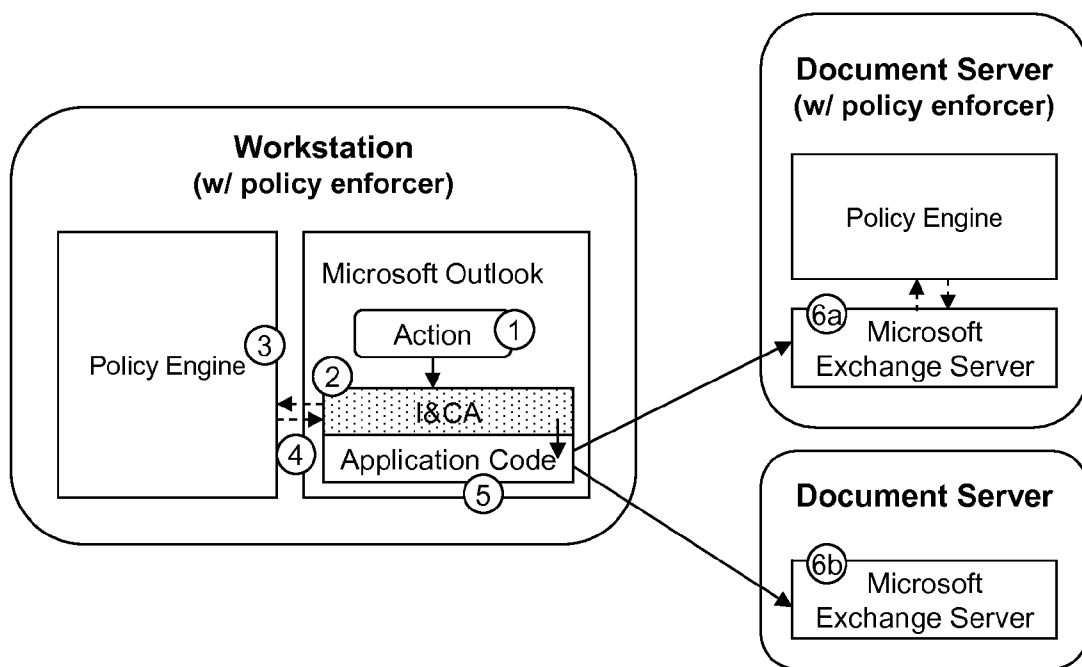 Workstation
(w/ policy enforcer)
Policy Engine
3
Microsoft Outlook
Action
1
2
I&CA
4
Application Code
5
Document Server
(w/ policy enforcer)
Policy Engine
6a
Microsoft
Exchange Server
Document Server
6b
Microsoft
Exchange Server